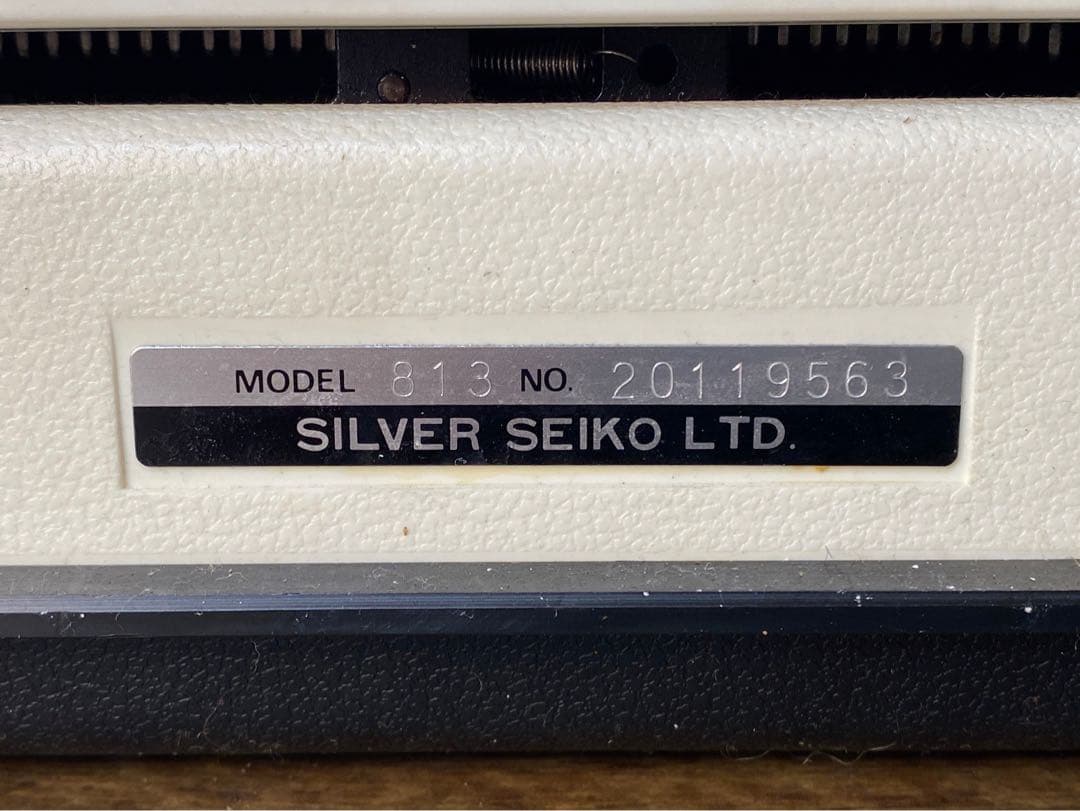 MODEL 813 NO. 20119563
SILVER SEIKO LTD.